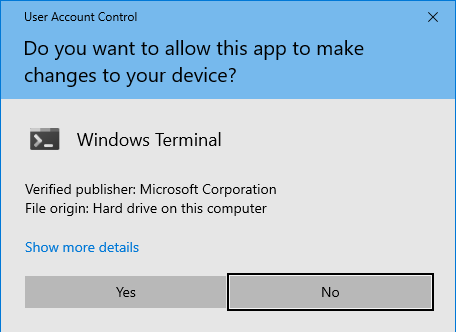 User Account Control
Do you want to allow this app to make
changes to your device?
Windows Terminal
Verified publisher: Microsoft Corporation
File origin: Hard drive on this computer
Show more details
Yes
No